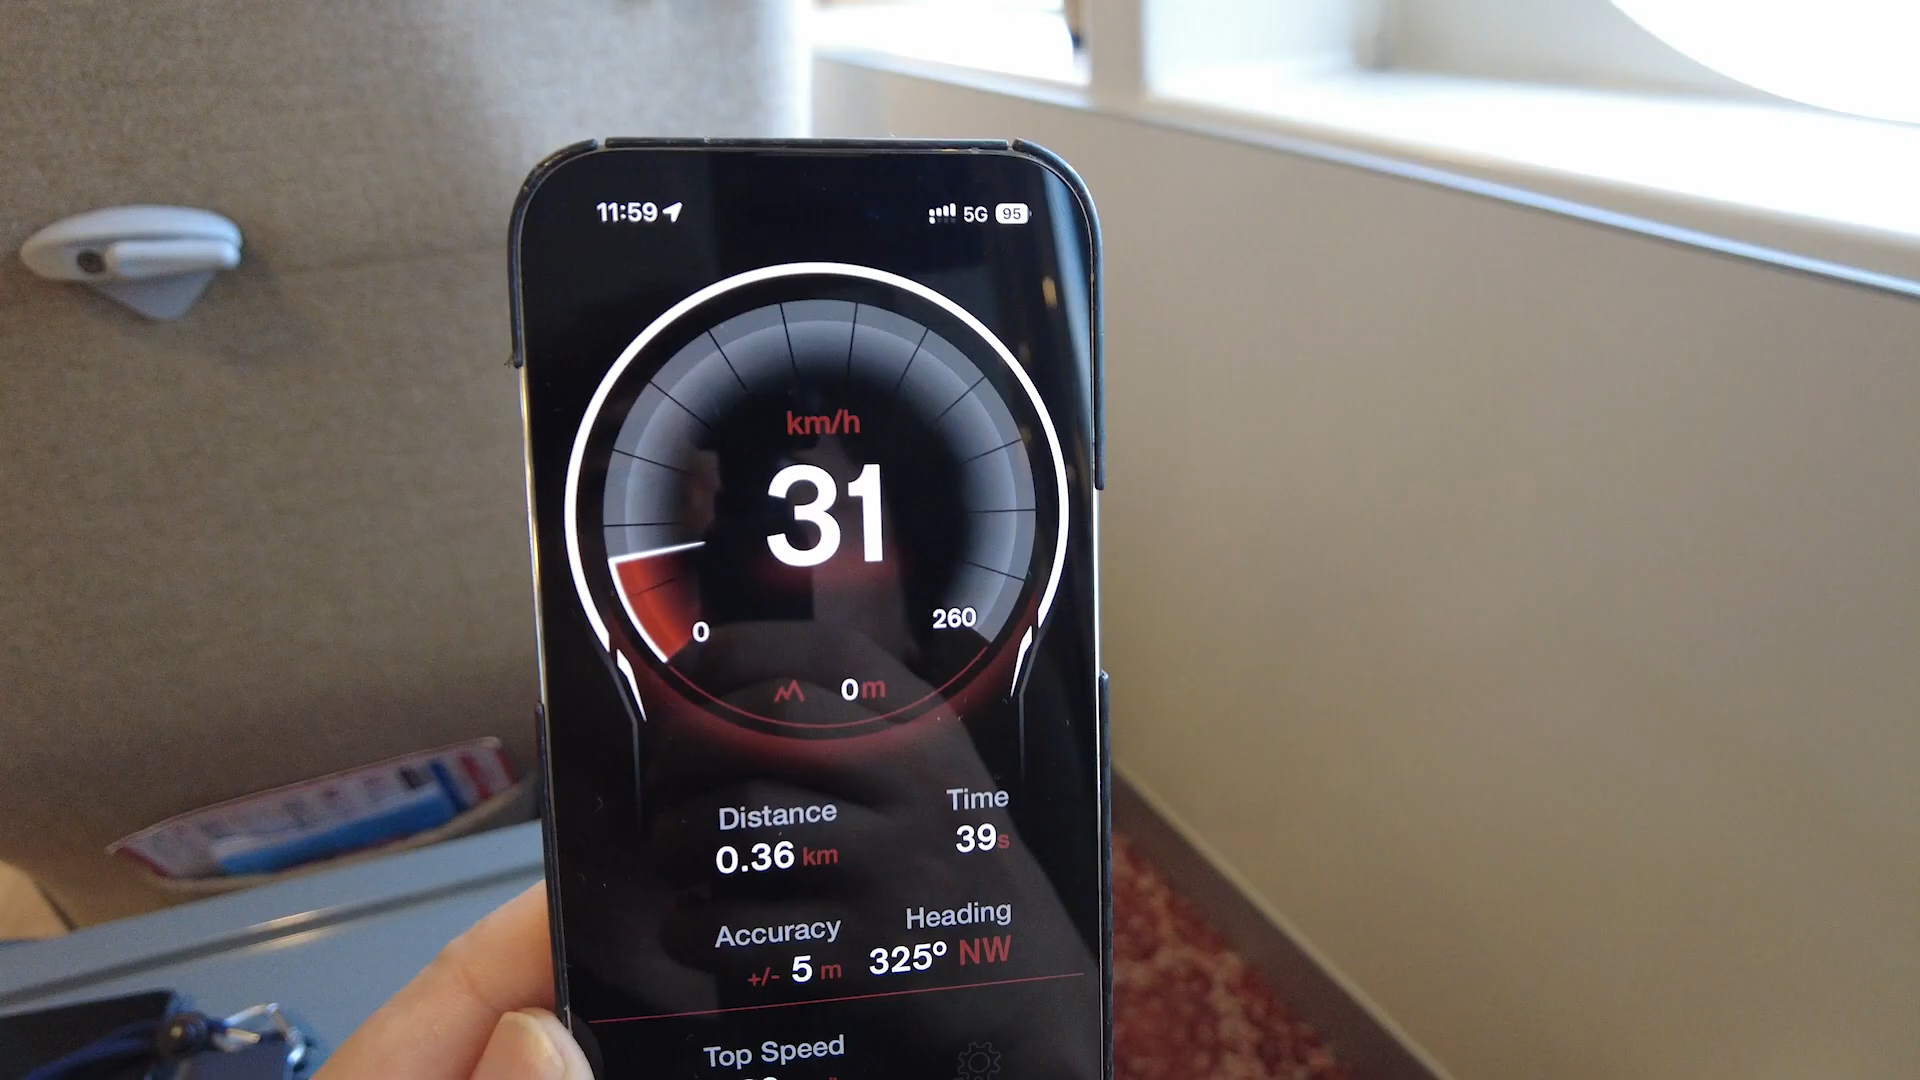 11:59 5G 95
km/h
31
0 260
0m
Distance Time
0.36 km 39s
Accuracy Heading
+/- 5 m 325º NW
Top Speed